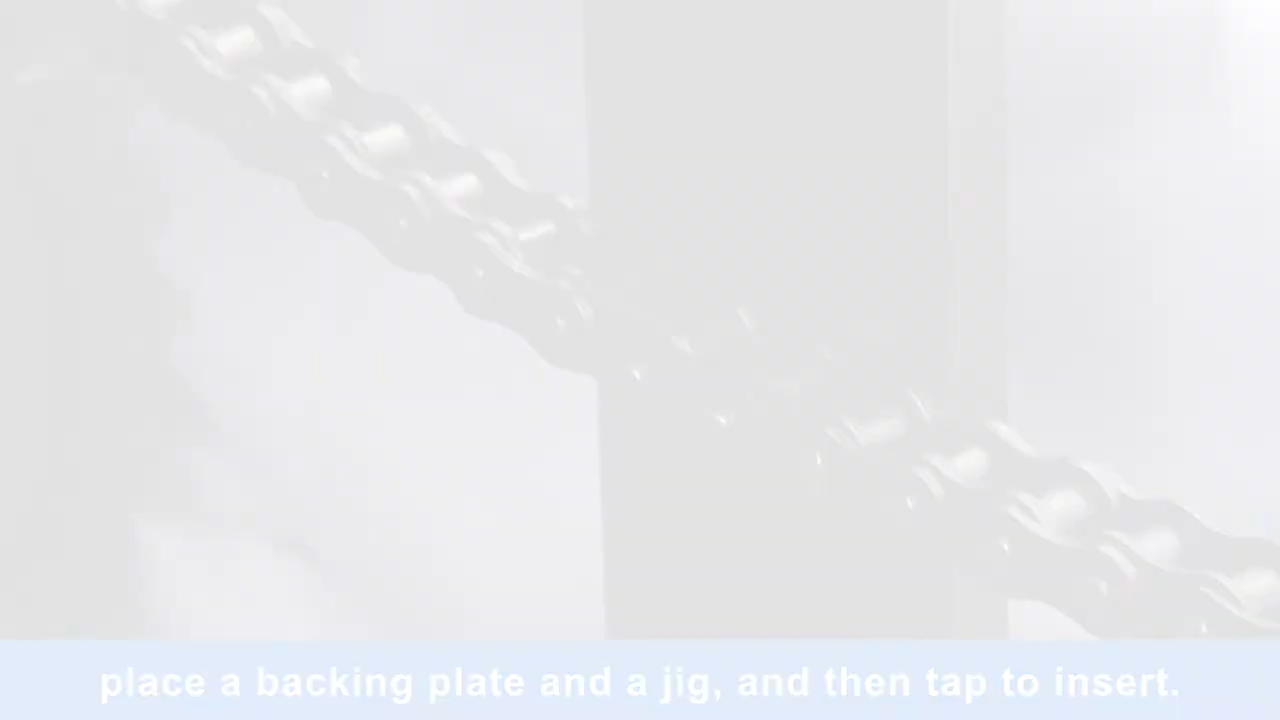 place a backing plate and a jig, and then tap to insert.